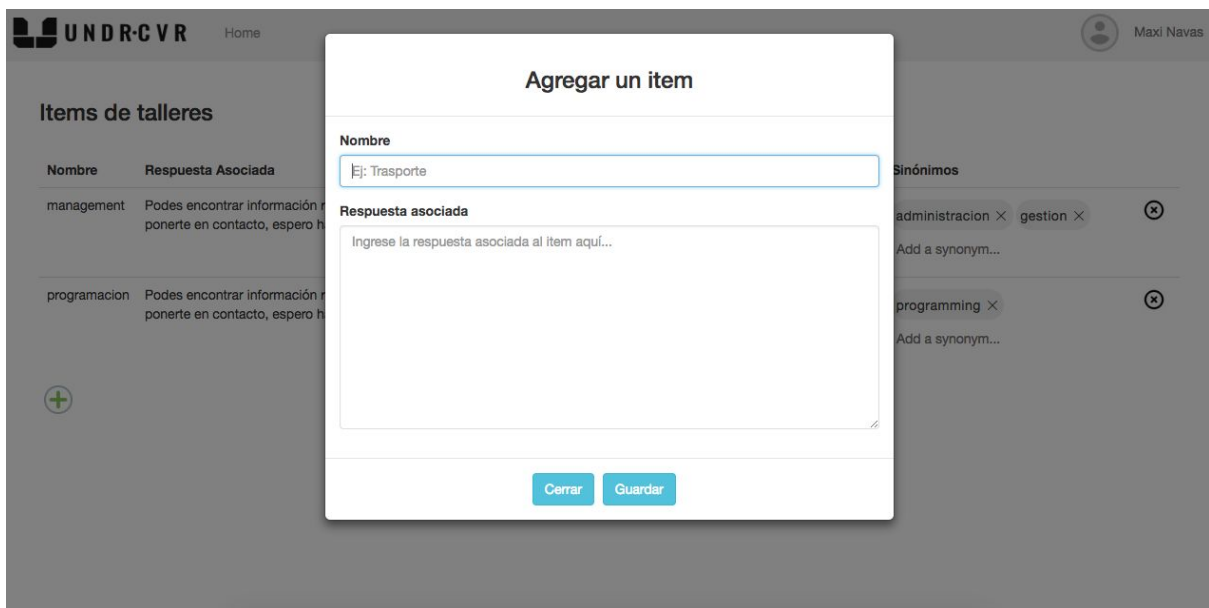 UNDR·CVR
Home
Maxi Navas
Items de talleres
Nombre
Respuesta Asociada
Sinónimos
management
Podes encontrar información
ponerte en contacto, espero
administracion ×
gestion ×
Add a synonym...
programacion
Podes encontrar información
ponerte en contacto, espero
programming ×
Add a synonym...
Agregar un item
Nombre
Ej: Trasporte
Respuesta asociada
Ingrese la respuesta asociada al item aquí...
Cerrar
Guardar